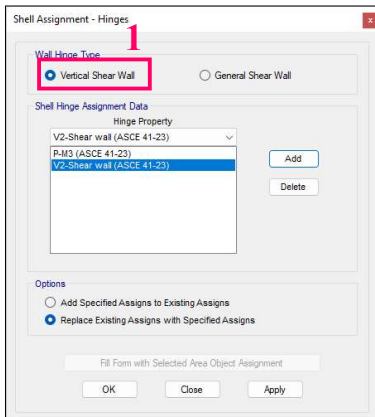 Shell Assignment - Hinges
x
1
Wall Hinge Type
Vertical Shear Wall General Shear Wall
Shell Hinge Assignment Data
Hinge Property
V2-Shear wall (ASCE 41-23)
P-M3 (ASCE 41-23)
V2-Shear wall (ASCE 41-23)
Add
Delete
Options
Add Specified Assigns to Existing Assigns
Replace Existing Assigns with Specified Assigns
Fill Form with Selected Area Object Assignment
OK Close Apply